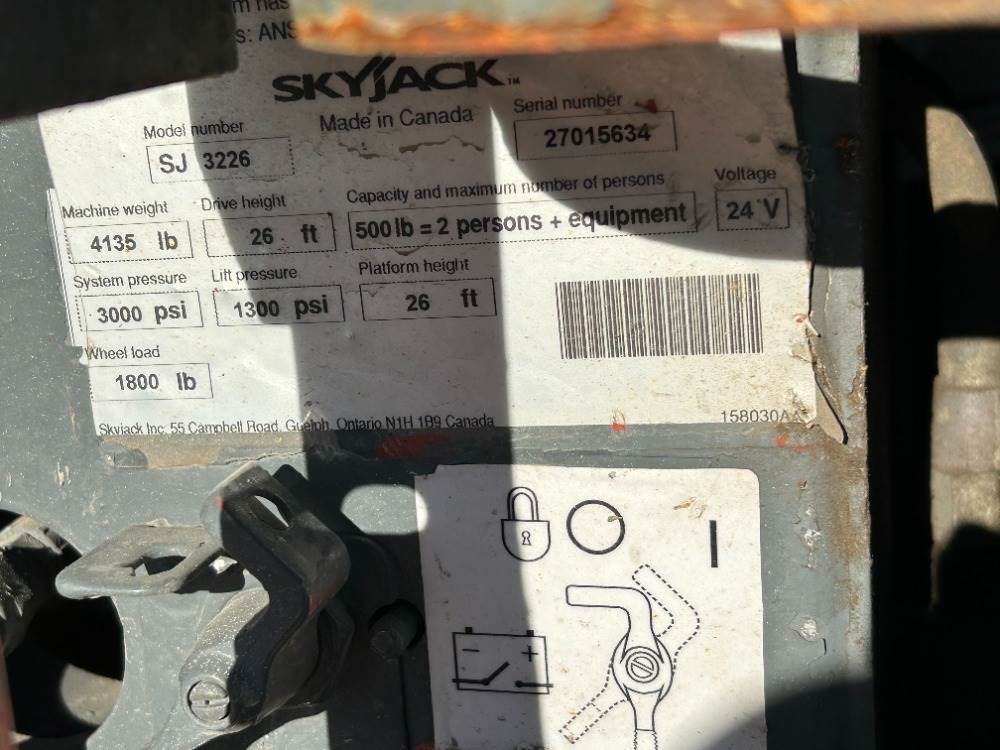 m has
s: ANS
SKYJACK™
Made in Canada
Model number
SJ 3226
Serial number
27015634
Machine weight
4135 lb
Drive height
26 ft
Capacity and maximum number of persons
500 lb = 2 persons + equipment
Voltage
24 V
System pressure
3000 psi
Lift pressure
1300 psi
Platform height
26 ft
Wheel load
1800 lb
Skyjack Inc. 55 Campbell Road, Guelph, Ontario N1H 1B9 Canada
158030AA
O
I
- +